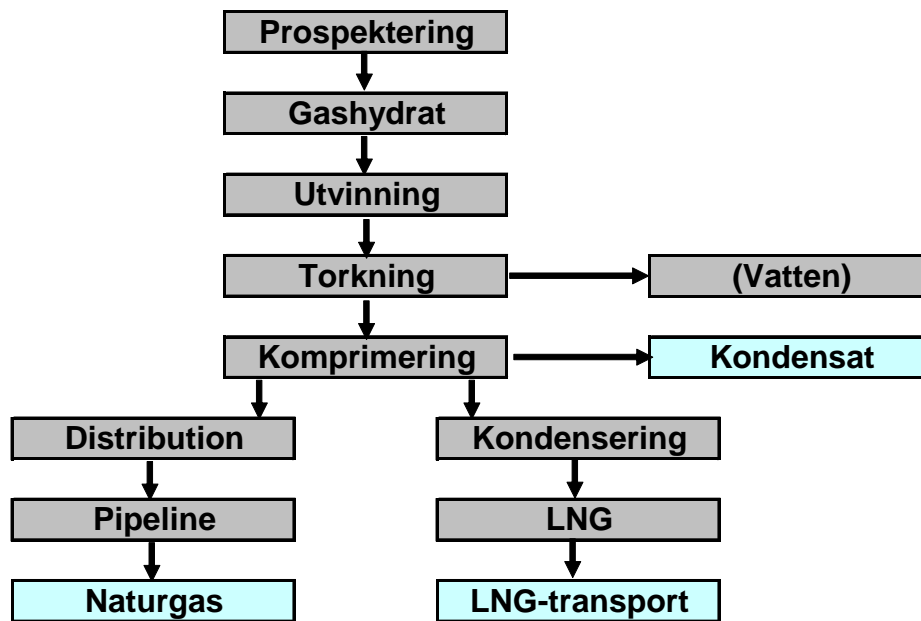 Prospektering
Gashydrat
Utvinning
Torkning
(Vatten)
Komprimering
Kondensat
Distribution
Kondensering
Pipeline
LNG
Naturgas
LNG-transport